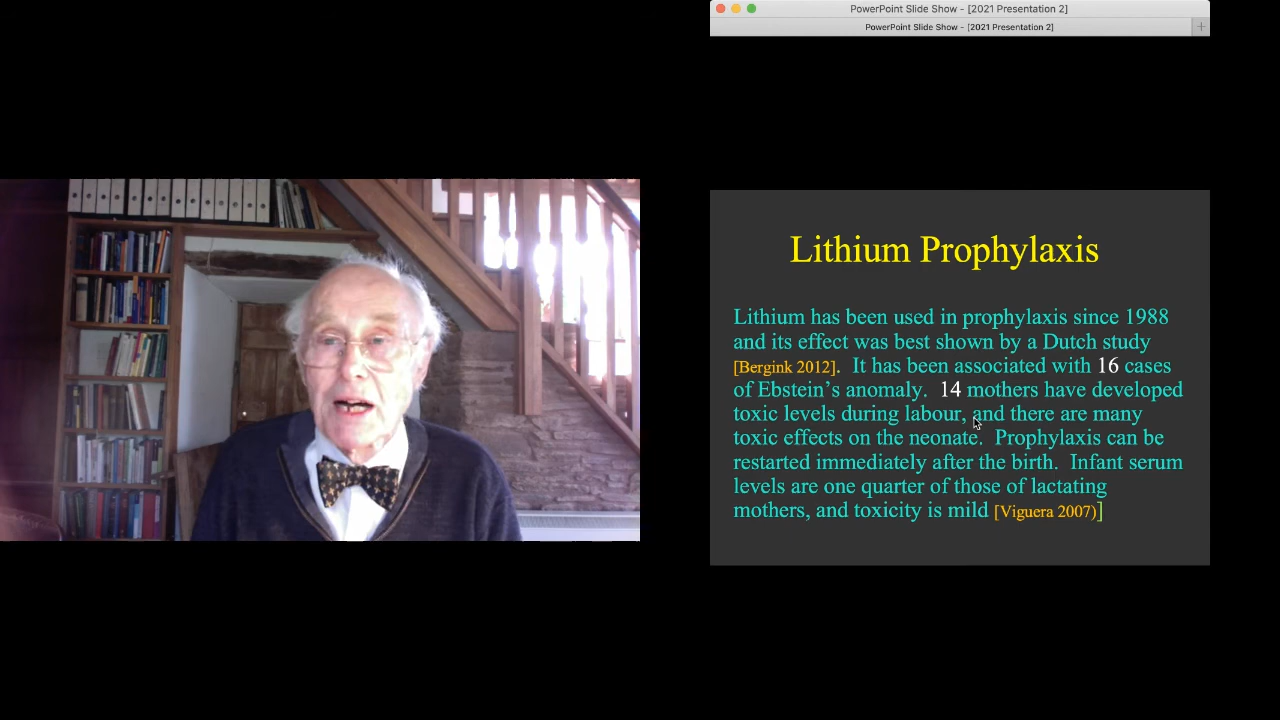 PowerPoint Slide Show - [2021 Presentation 2]
PowerPoint Slide Show - [2021 Presentation 2]
Lithium Prophylaxis
Lithium has been used in prophylaxis since 1988
and its effect was best shown by a Dutch study
[Bergink 2012].  It has been associated with 16 cases
of Ebstein's anomaly.  14 mothers have developed
toxic levels during labour, and there are many
toxic effects on the neonate.  Prophylaxis can be
restarted immediately after the birth.  Infant serum
levels are one quarter of those of lactating
mothers, and toxicity is mild [Viguera 2007)]